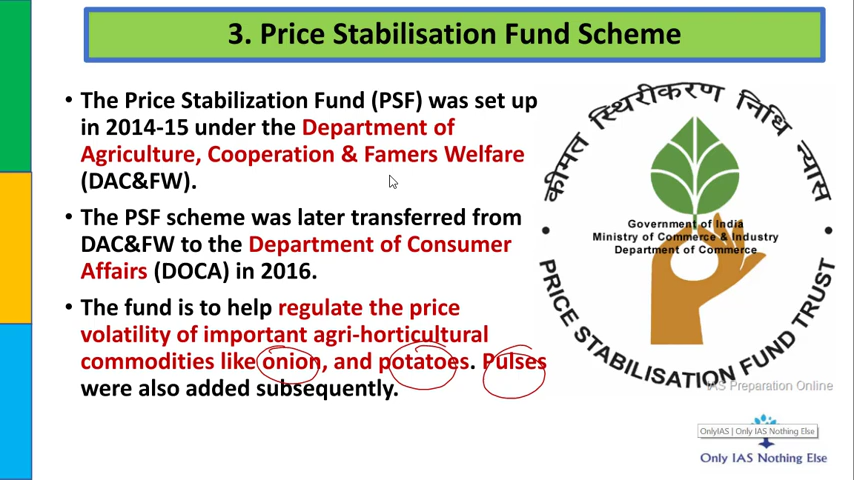 3. Price Stabilisation Fund Scheme
• The Price Stabilization Fund (PSF) was set up
in 2014-15 under the Department of
Agriculture, Cooperation & Famers Welfare
(DAC&FW).
• The PSF scheme was later transferred from
DAC&FW to the Department of Consumer
Affairs (DOCA) in 2016.
• The fund is to help regulate the price
volatility of important agri-horticultural
commodities like onion, and potatoes. Pulses
were also added subsequently.
कीमत स्थिरीकरण निधि न्यास
Government of India
Ministry of Commerce & Industry
Department of Commerce
PRICE STABILISATION FUND TRUST
IAS Preparation Online
OnlyIAS | Only IAS Nothing Else
Only IAS Nothing Else